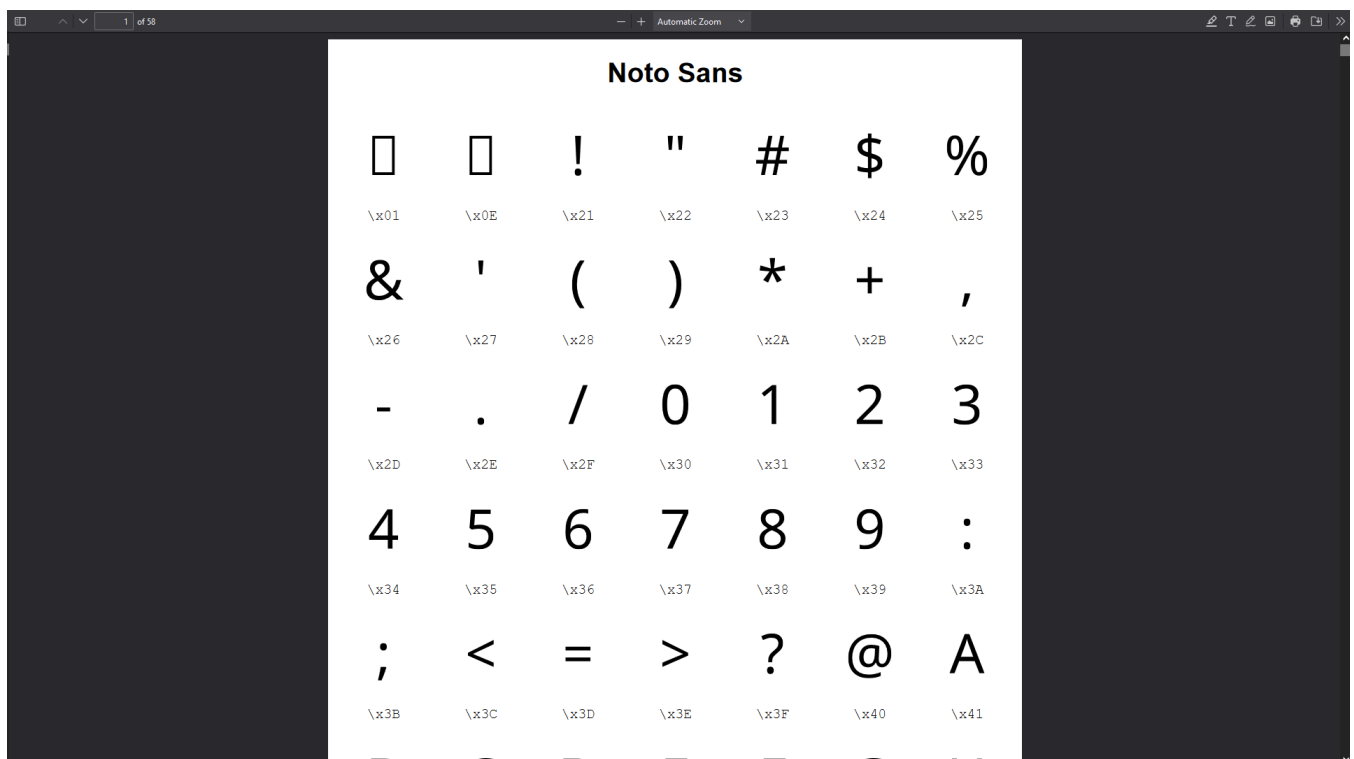 1 of 58 Automatic Zoom
Noto Sans
! " # $ %
\x01 \x0E \x21 \x22 \x23 \x24 \x25
& ' ( ) * + ,
\x26 \x27 \x28 \x29 \x2A \x2B \x2C
- . / 0 1 2 3
\x2D \x2E \x2F \x30 \x31 \x32 \x33
4 5 6 7 8 9 :
\x34 \x35 \x36 \x37 \x38 \x39 \x3A
; < = > ? @ A
\x3B \x3C \x3D \x3E \x3F \x40 \x41